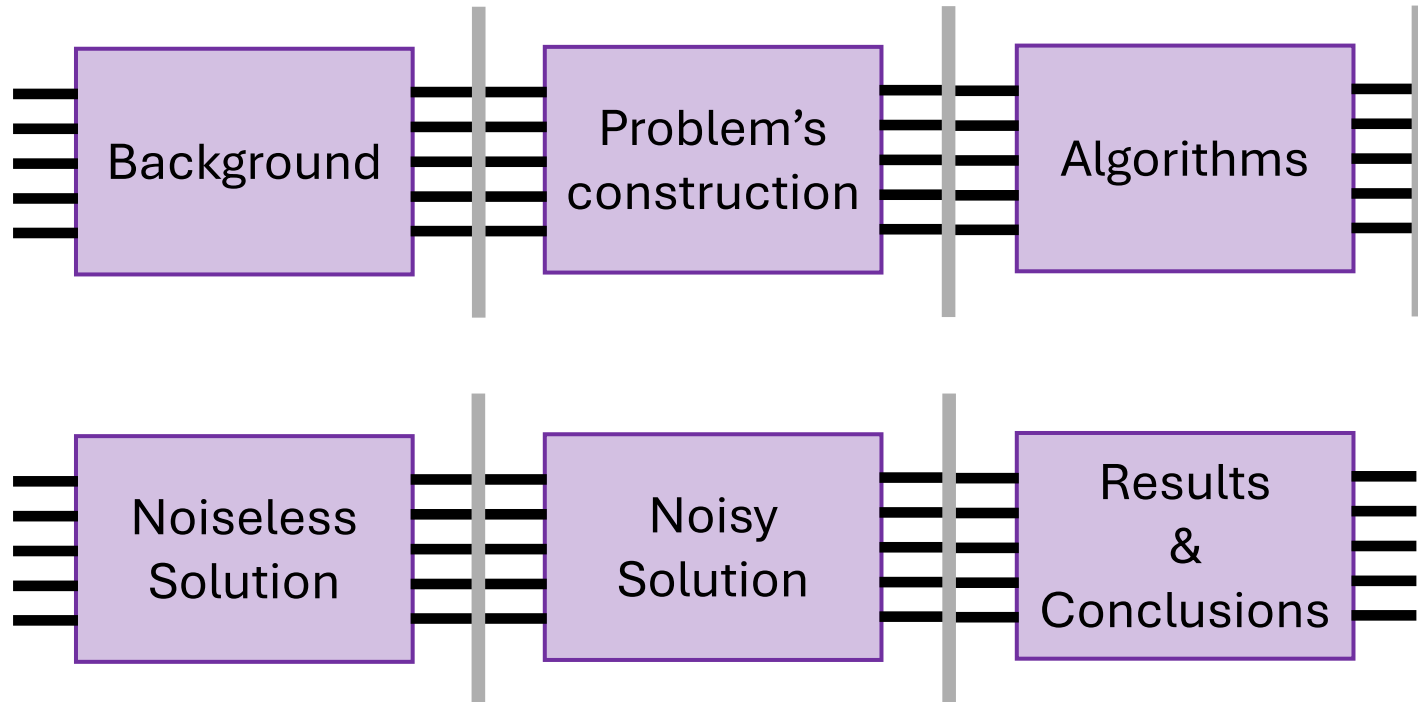 Background
Problem’s
construction
Algorithms
Noiseless
Solution
Noisy
Solution
Results
&
Conclusions